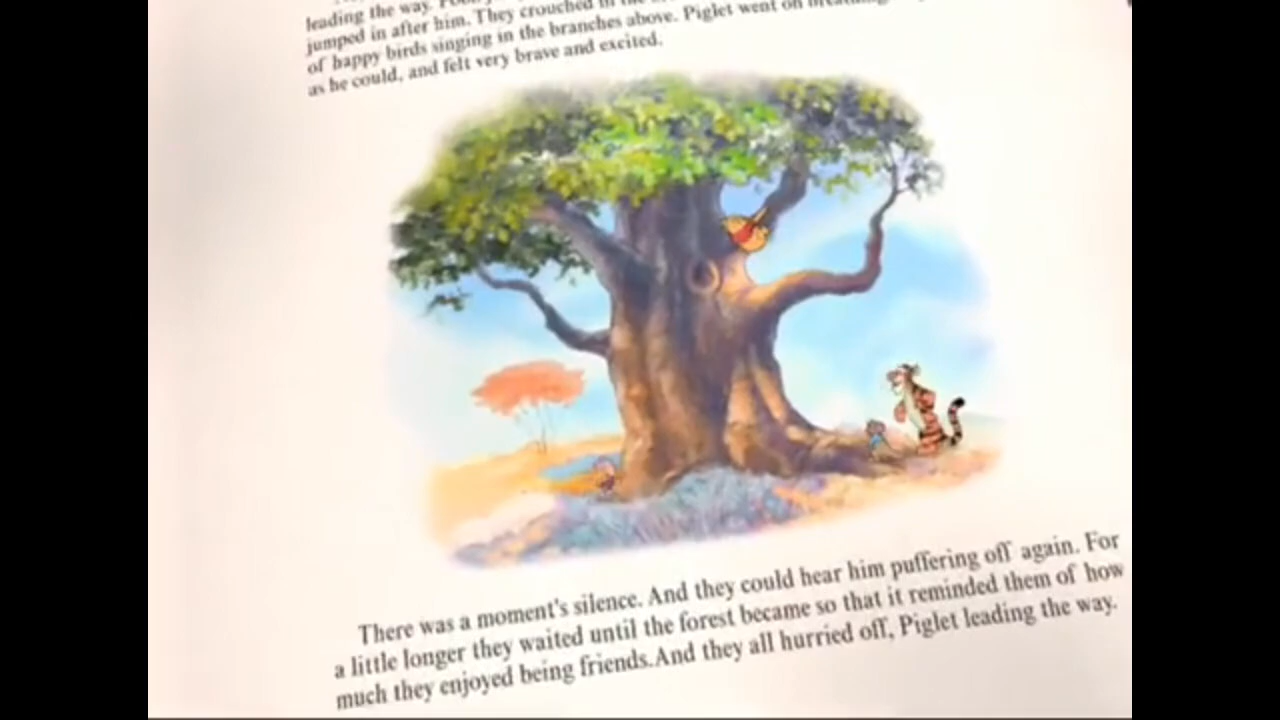 leading the way.
jumped in after him. They crouched in the
of happy birds singing in the branches above. Piglet went on breathing
as he could, and felt very brave and excited.
There was a moment's silence. And they could hear him puffering off again. For
a little longer they waited until the forest became so that it reminded them of how
much they enjoyed being friends.And they all hurried off, Piglet leading the way.